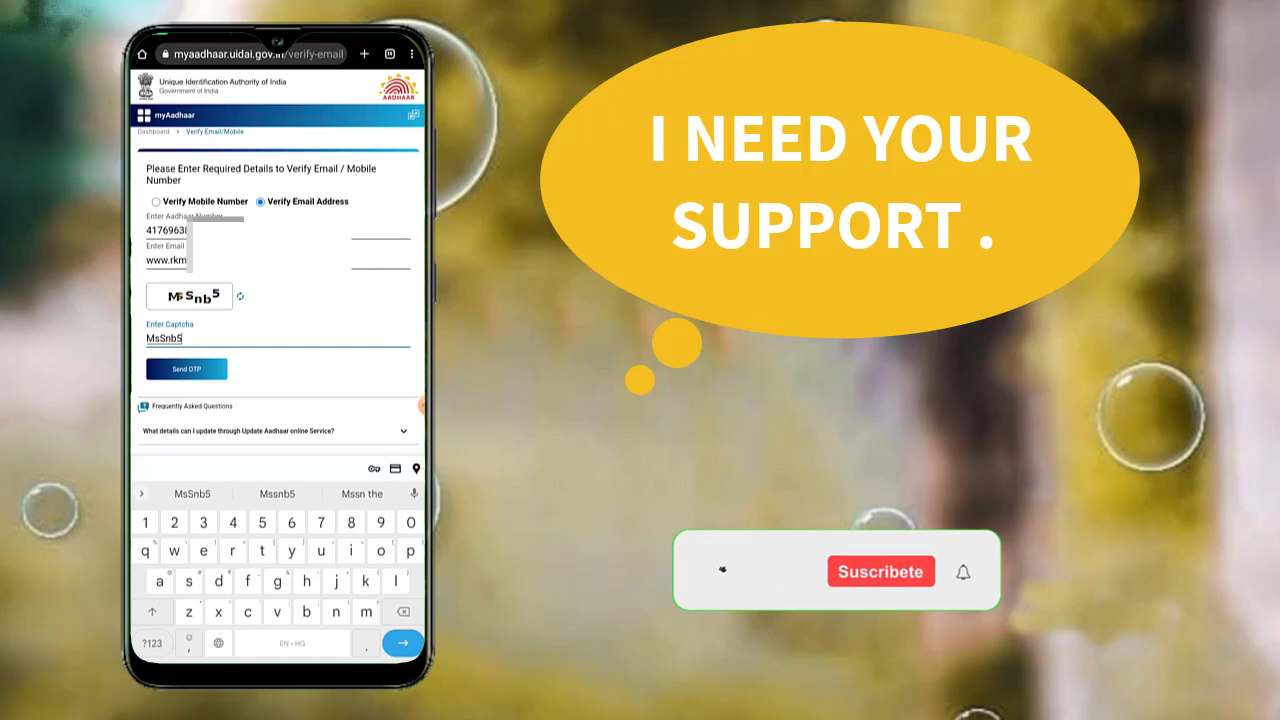 myaadhaar.uidai.gov.in/verify-email
Unique Identification Authority of India
Government of India
AADHAAR
myAadhaar
Dashboard > Verify Email/Mobile
Please Enter Required Details to Verify Email / Mobile
Number
Verify Mobile Number Verify Email Address
Enter Aadhaar Number
4176963
Enter Email
www.rkm
MsSnb5
Enter Captcha
MsSnb5
Send OTP
Frequently Asked Questions
What details can I update through Update Aadhaar online Service?
MsSnb5 Mssnb5 Mssn the
1 2 3 4 5 6 7 8 9 0
q w e r t y u i o p
a s d f g h j k l
z x c v b n m
?123 , EN • HG .
I NEED YOUR
SUPPORT .
Suscribete